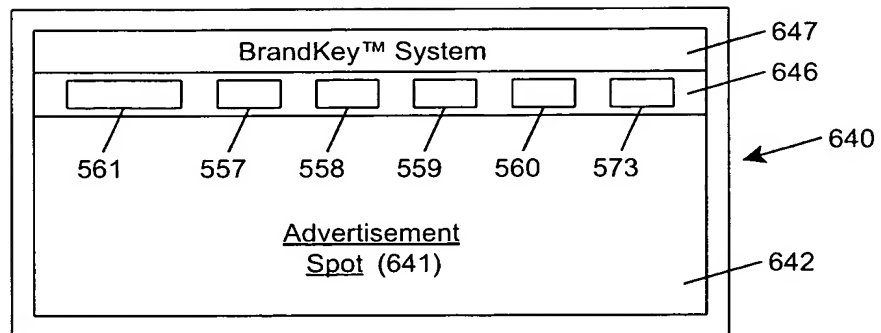 BrandKey™ System
647
646
561 557 558 559 560 573
640
Advertisement
Spot (641)
642